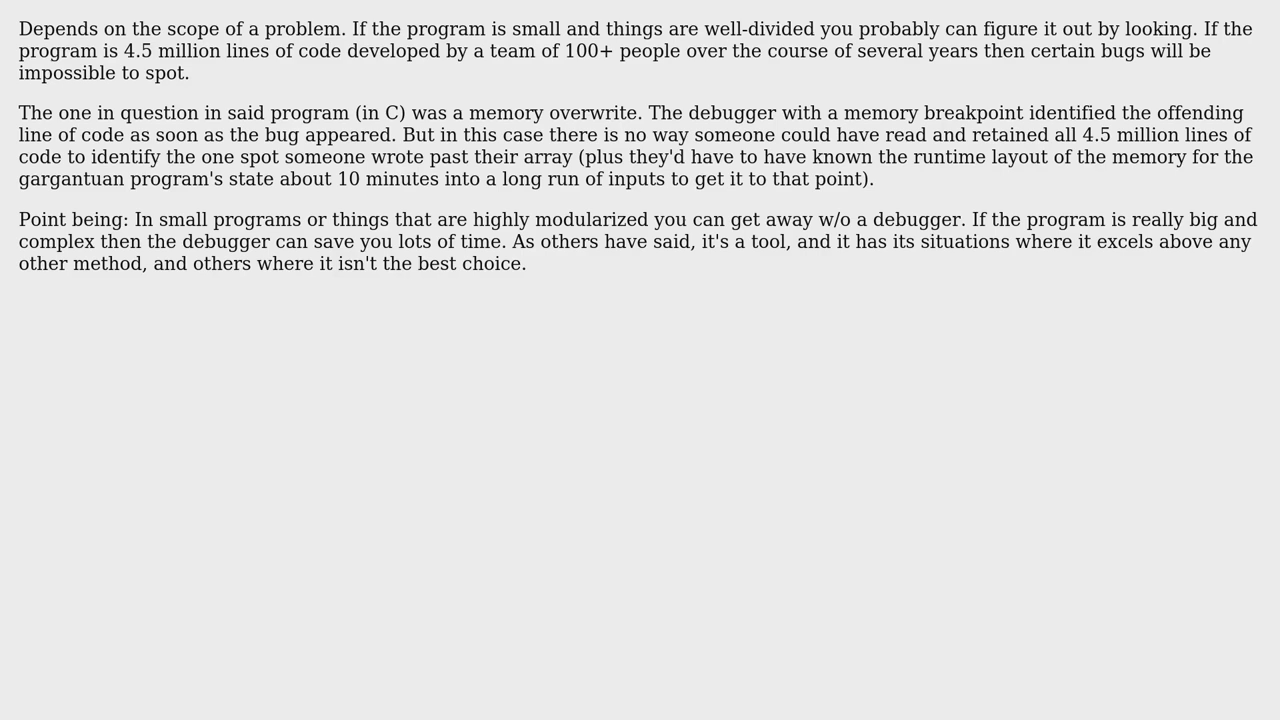 Depends on the scope of a problem. If the program is small and things are well-divided you probably can figure it out by looking. If the
program is 4.5 million lines of code developed by a team of 100+ people over the course of several years then certain bugs will be
impossible to spot.
The one in question in said program (in C) was a memory overwrite. The debugger with a memory breakpoint identified the offending
line of code as soon as the bug appeared. But in this case there is no way someone could have read and retained all 4.5 million lines of
code to identify the one spot someone wrote past their array (plus they'd have to have known the runtime layout of the memory for the
gargantuan program's state about 10 minutes into a long run of inputs to get it to that point).
Point being: In small programs or things that are highly modularized you can get away w/o a debugger. If the program is really big and
complex then the debugger can save you lots of time. As others have said, it's a tool, and it has its situations where it excels above any
other method, and others where it isn't the best choice.